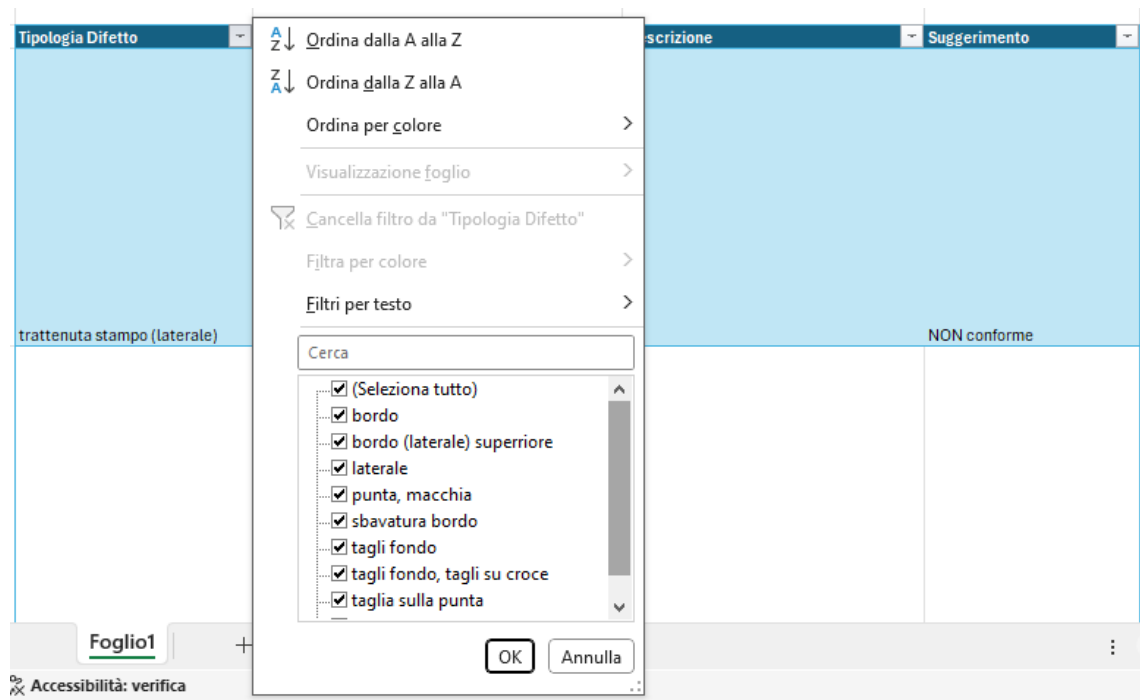 Tipologia Difetto
scrizione
Suggerimento
Ordina dalla A alla Z
Ordina dalla Z alla A
Ordina per colore
Visualizzazione foglio
Cancella filtro da "Tipologia Difetto"
Filtra per colore
Filtri per testo
trattenuta stampo (laterale)
NON conforme
Cerca
(Seleziona tutto)
bordo
bordo (laterale) superriore
laterale
punta, macchia
sbavatura bordo
tagli fondo
tagli fondo, tagli su croce
taglia sulla punta
Foglio1
OK
Annulla
Accessibilità: verifica